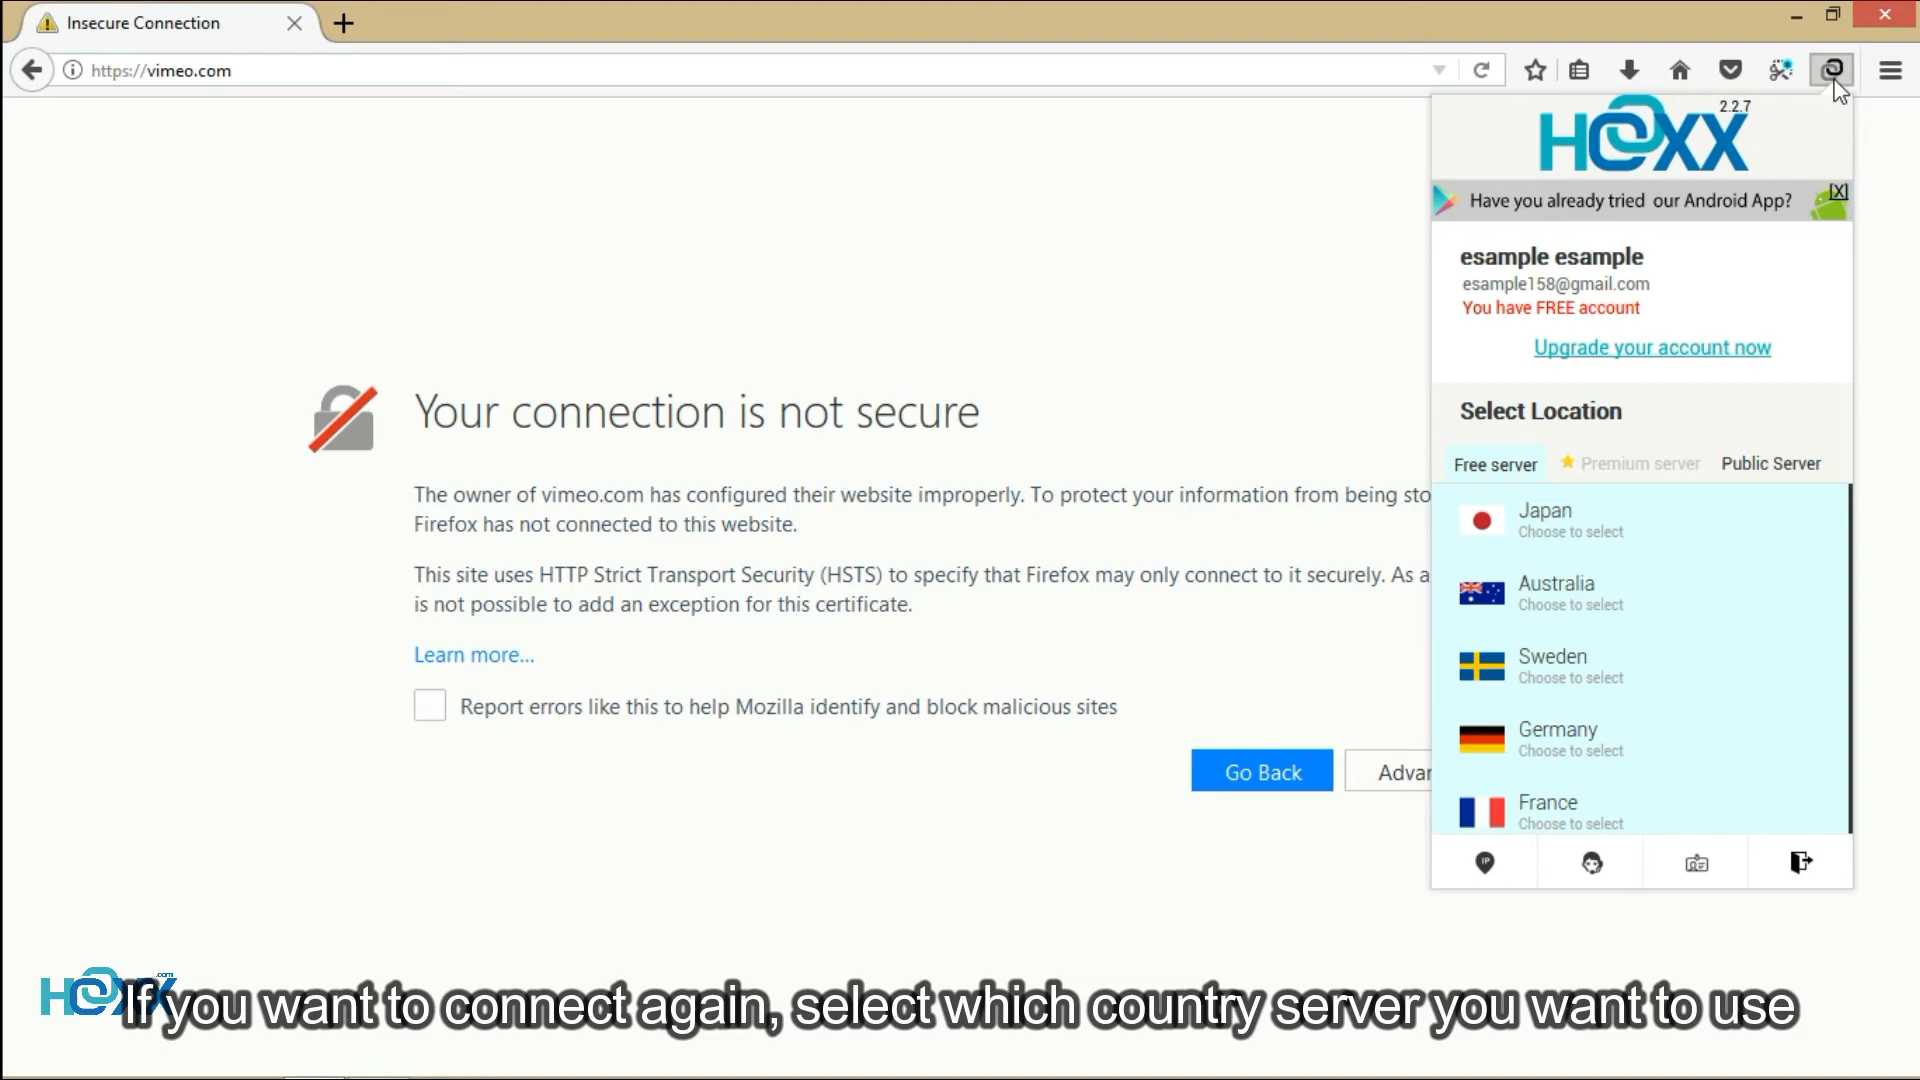 Insecure Connection
https://vimeo.com
2.2.7
HOXX
Have you already tried our Android App?
[X]
esample esample
esample158@gmail.com
You have FREE account
Upgrade your account now
Select Location
Free server
Premium server
Public Server
Japan
Choose to select
Australia
Choose to select
Sweden
Choose to select
Germany
Choose to select
France
Choose to select
IP
Your connection is not secure
The owner of vimeo.com has configured their website improperly. To protect your information from being sto
Firefox has not connected to this website.
This site uses HTTP Strict Transport Security (HSTS) to specify that Firefox may only connect to it securely. As a
is not possible to add an exception for this certificate.
Learn more...
Report errors like this to help Mozilla identify and block malicious sites
Go Back
Advan
HOXX.com
If you want to connect again, select which country server you want to use